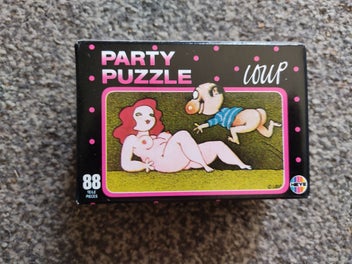 PARTY
PUZZLE
LOUP
88
TEILE
PIECES
HEYE